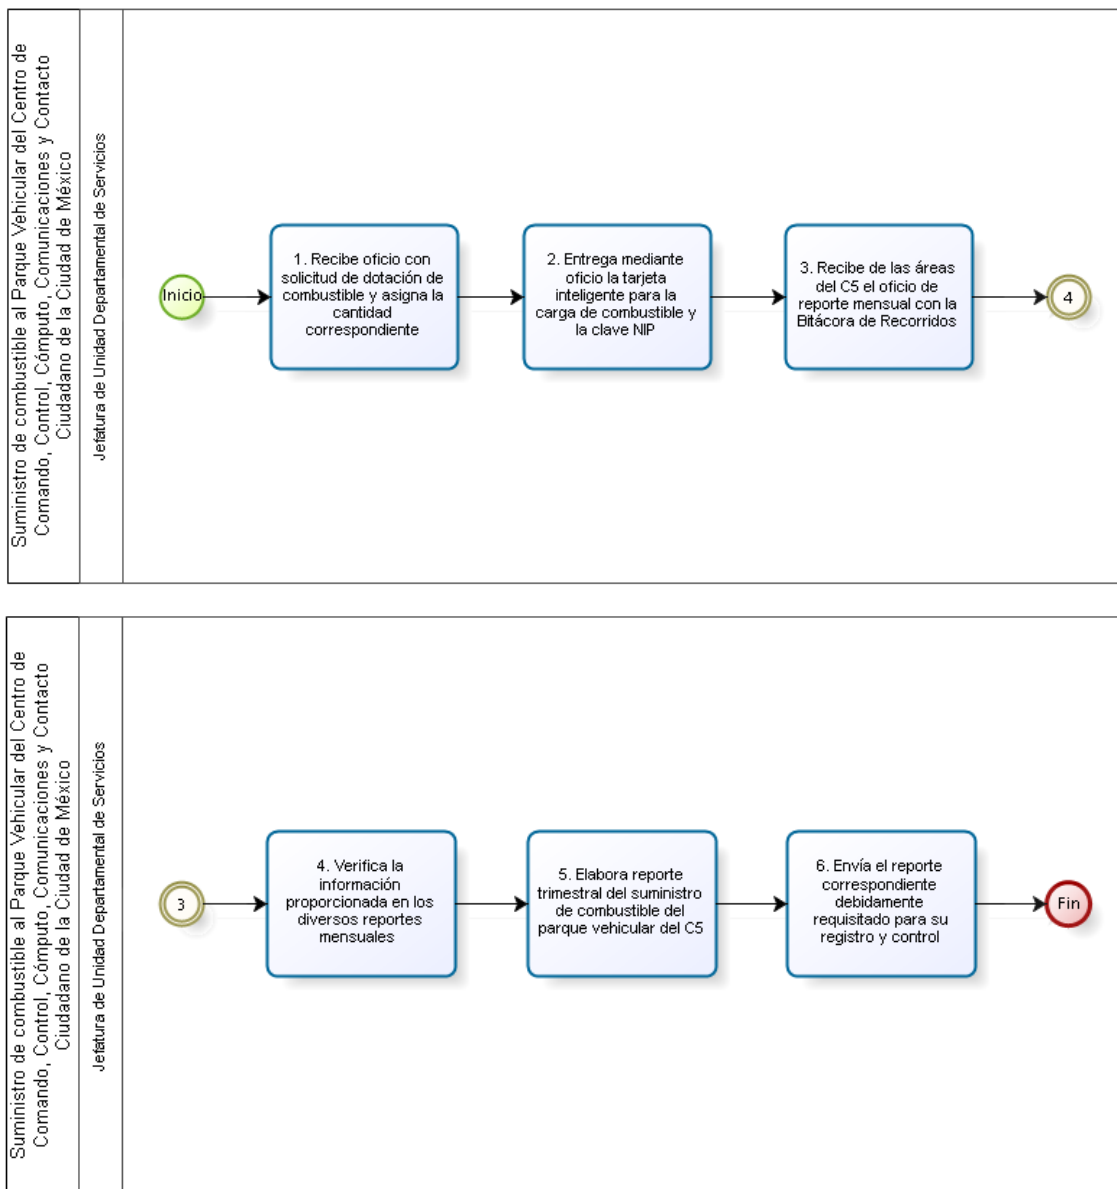 Suministro de combustible al Parque Vehicular del Centro de
Comando, Control, Cómputo, Comunicaciones y Contacto
Ciudadano de la Ciudad de México
Jefatura de Unidad Departamental de Servicios
Inicio
1. Recibe oficio con
solicitud de dotación de
combustible y asigna la
cantidad
correspondiente
2. Entrega mediante
oficio la tarjeta
inteligente para la
carga de combustible y
la clave NIP
3. Recibe de las áreas
del C5 el oficio de
reporte mensual con la
Bitácora de Recorridos
4
Suministro de combustible al Parque Vehicular del Centro de
Comando, Control, Cómputo, Comunicaciones y Contacto
Ciudadano de la Ciudad de México
Jefatura de Unidad Departamental de Servicios
3
4. Verifica la
información
proporcionada en los
diversos reportes
mensuales
5. Elabora reporte
trimestral del suministro
de combustible del
parque vehicular del C5
6. Envía el reporte
correspondiente
debidamente
requisitado para su
registro y control
Fin